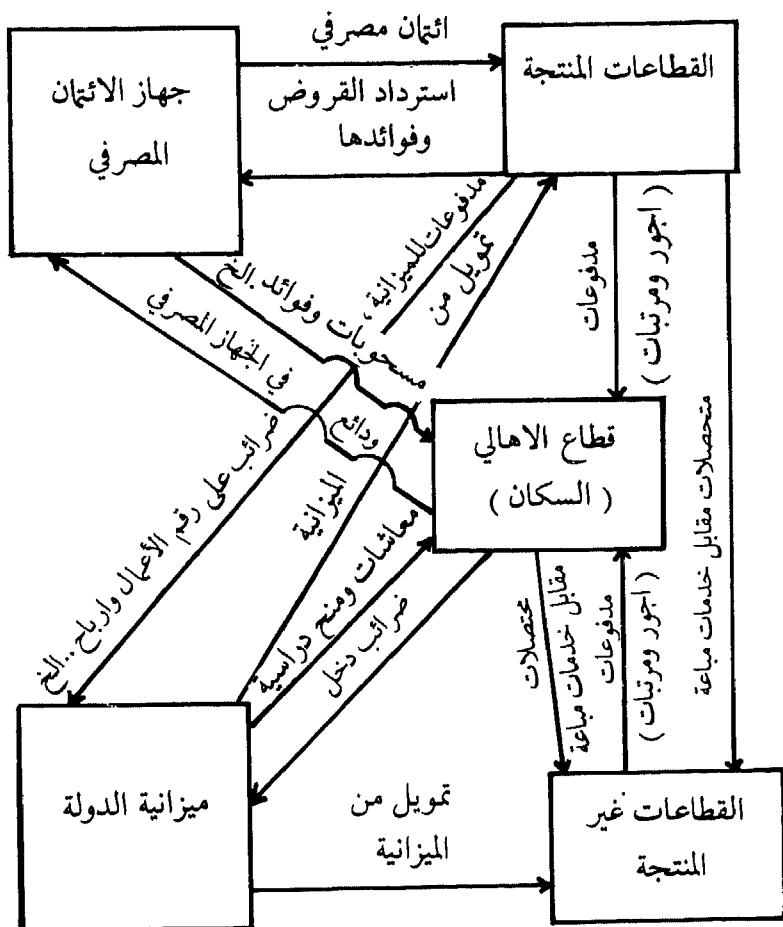 ائتمان مصرفي
القطاعات المنتجة
جهاز الائتمان
المصرفي
استرداد القروض
وفوائدها
مدفوعات للميزانية ،
ضرائب على رقم الأعمال وارباح .. الخ
تمويل من
الميزانية
مدفوعات
( اجور ومرتبات )
متحصلات مقابل خدمات مباعة
مسحوبات وفوائد .. الخ
ودائع
في الجهاز المصرفي
قطاع الاهالي
( السكان )
معاشات ومنح دراسية
ضرائب دخل
محتصلات
مقابل خدمات مباعة
مدفوعات
( اجور ومرتبات )
ميزانية الدولة
تمويل من
الميزانية
القطاعات غير
المنتجة